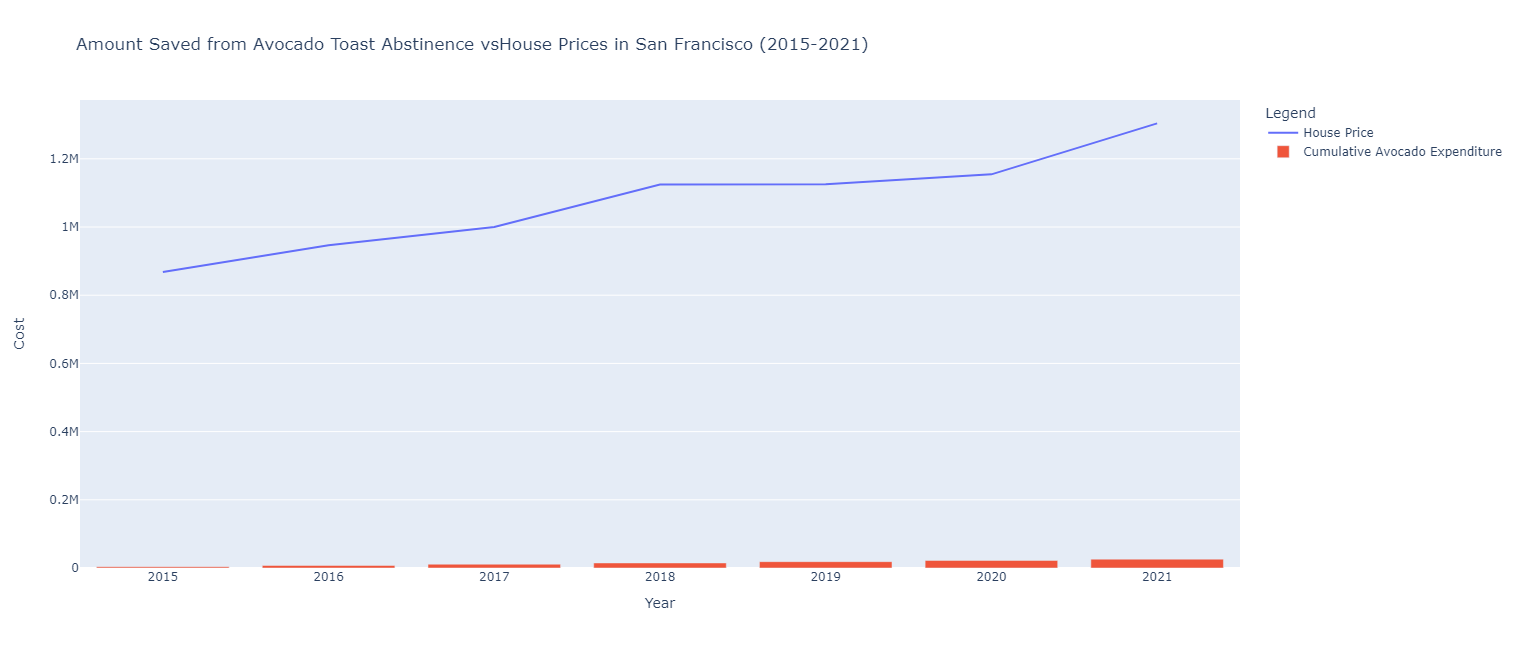 Amount Saved from Avocado Toast Abstinence vsHouse Prices in San Francisco (2015-2021)
Legend
House Price
Cumulative Avocado Expenditure
1.2M
1M
0.8M
0.6M
0.4M
0.2M
0
Cost
2015 2016 2017 2018 2019 2020 2021
Year